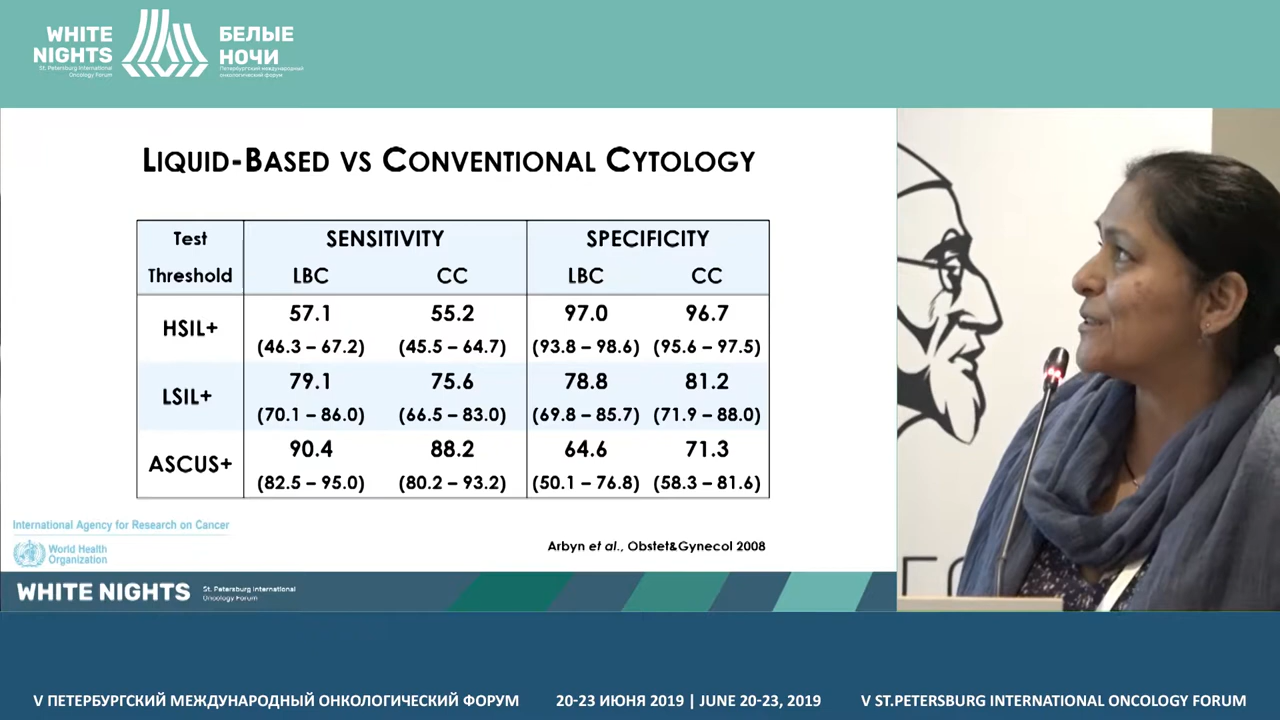 WHITE
NIGHTS
St. Petersburg International
Oncology Forum
БЕЛЫЕ
НОЧИ
Петербургский международный
онкологический форум
LIQUID-BASED VS CONVENTIONAL CYTOLOGY
Test
Threshold
SENSITIVITY
SPECIFICITY
LBC CC LBC CC
HSIL+
57.1 55.2 97.0 96.7
(46.3 – 67.2) (45.5 – 64.7) (93.8 – 98.6) (95.6 – 97.5)
LSIL+
79.1 75.6 78.8 81.2
(70.1 – 86.0) (66.5 – 83.0) (69.8 – 85.7) (71.9 – 88.0)
ASCUS+
90.4 88.2 64.6 71.3
(82.5 – 95.0) (80.2 – 93.2) (50.1 – 76.8) (58.3 – 81.6)
International Agency for Research on Cancer
World Health
Organization
Arbyn et al., Obstet&Gynecol 2008
WHITE NIGHTS
St. Petersburg International
Oncology Forum
V ПЕТЕРБУРГСКИЙ МЕЖДУНАРОДНЫЙ ОНКОЛОГИЧЕСКИЙ ФОРУМ 20-23 ИЮНЯ 2019 | JUNE 20-23, 2019 V ST.PETERSBURG INTERNATIONAL ONCOLOGY FORUM